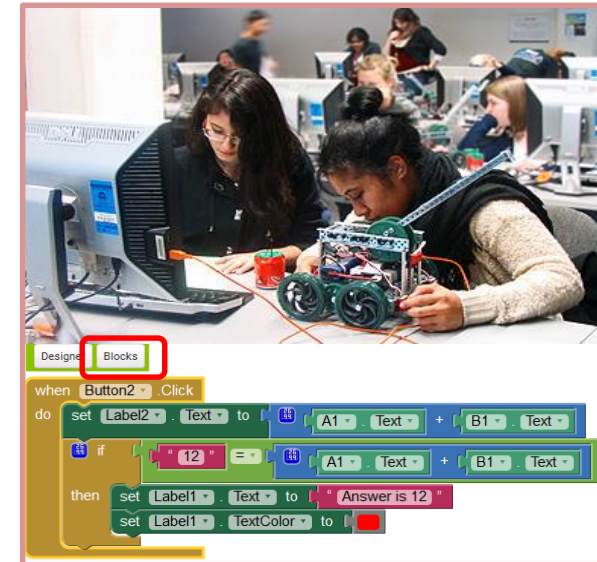 Designe Blocks
when Button2 .Click
do set Label2 . Text to A1 . Text + B1 . Text
if " 12 " = A1 . Text + B1 . Text
then set Label1 . Text to " Answer is 12 "
set Label1 . TextColor to